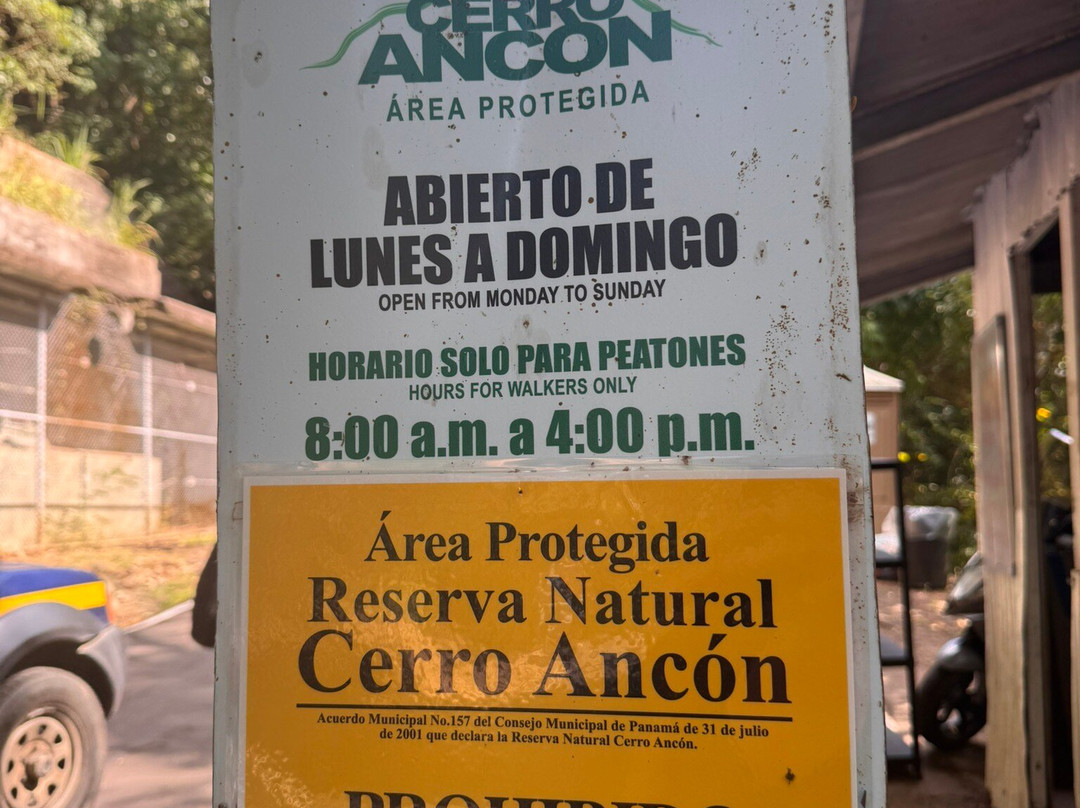 CERRO
ANCON
ÁREA PROTEGIDA
ABIERTO DE
LUNES A DOMINGO
OPEN FROM MONDAY TO SUNDAY
HORARIO SOLO PARA PEATONES
HOURS FOR WALKERS ONLY
8:00 a.m. a 4:00 p.m.
Área Protegida
Reserva Natural
Cerro Ancón
Acuerdo Municipal No.157 del Consejo Municipal de Panamá de 31 de julio
de 2001 que declara la Reserva Natural Cerro Ancón.
PROHIBIDO